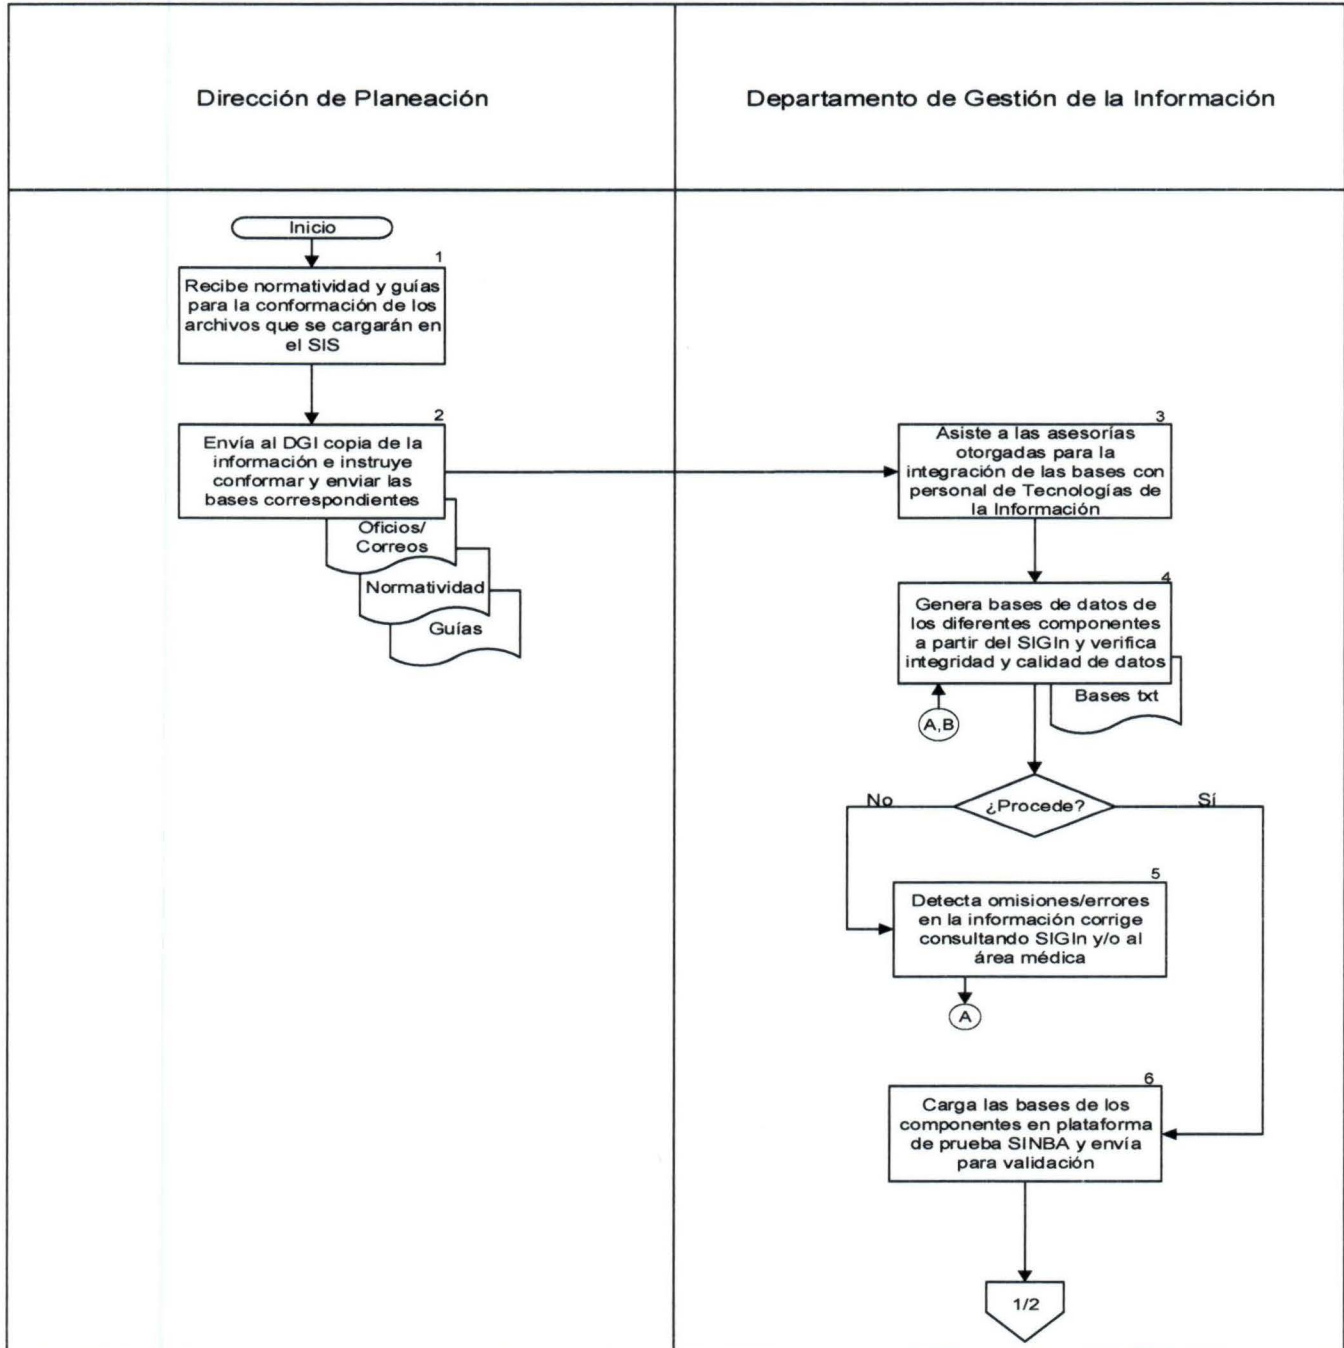 Dirección de Planeación
Departamento de Gestión de la Información
Inicio
1
Recibe normatividad y guías
para la conformación de los
archivos que se cargarán en
el SIS
2
Envía al DGI copia de la
información e instruye
conformar y enviar las
bases correspondientes
Oficios/
Correos
Normatividad
Guías
3
Asiste a las asesorías
otorgadas para la
integración de las bases con
personal de Tecnologías de
la Información
4
Genera bases de datos de
los diferentes componentes
a partir del SIGIn y verifica
integridad y calidad de datos
Bases txt
A,B
¿Procede?
No
Sí
5
Detecta omisiones/errores
en la información corrige
consultando SIGIn y/o al
área médica
A
6
Carga las bases de los
componentes en plataforma
de prueba SINBA y envía
para validación
1/2